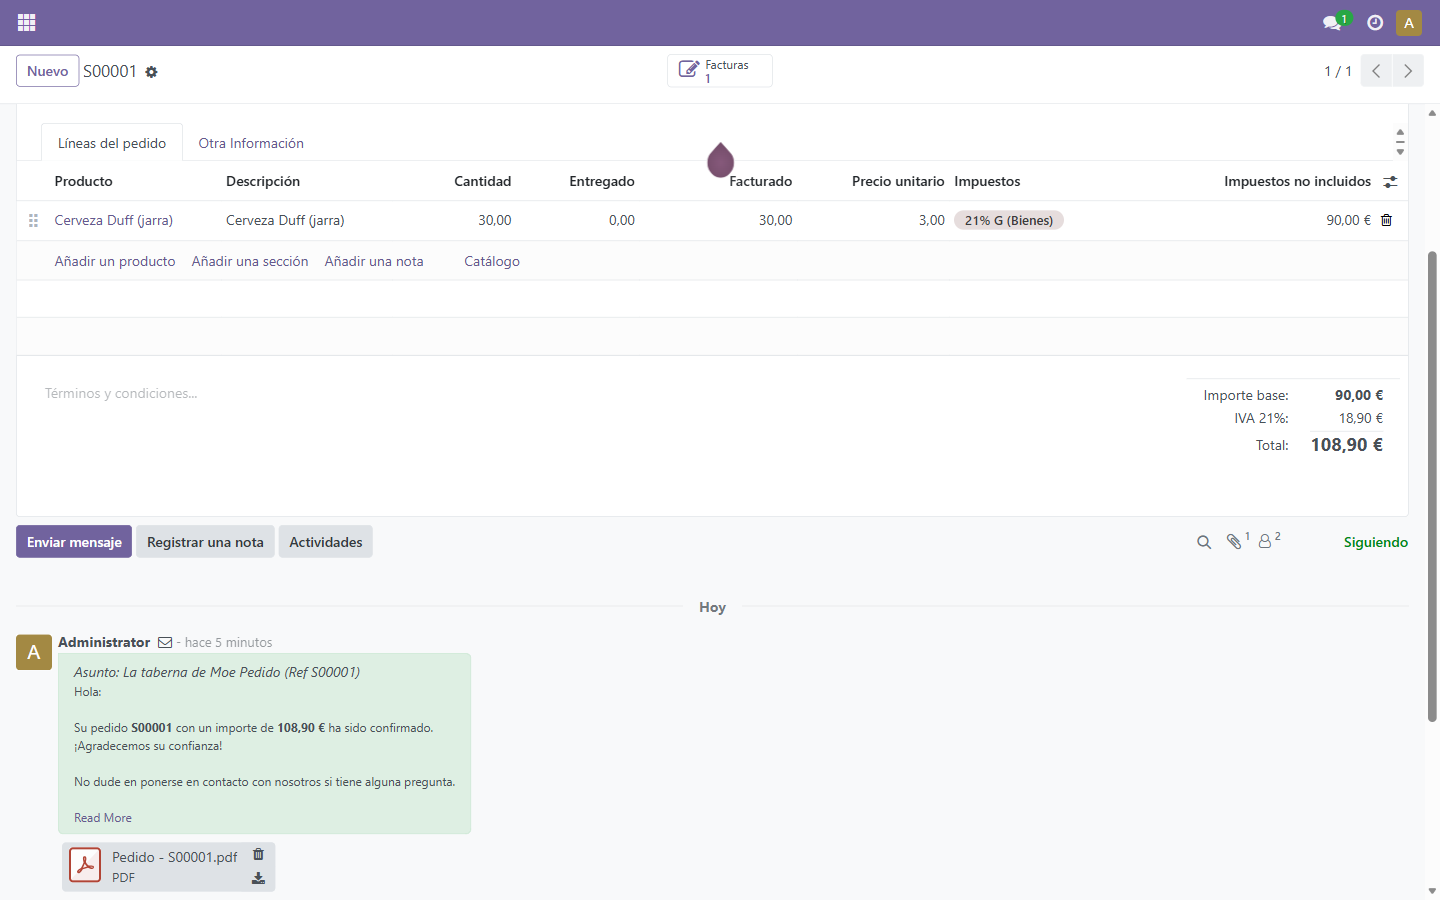 1
A
Nuevo S00001
Facturas
1
1 / 1
Líneas del pedido Otra Información
Producto Descripción Cantidad Entregado Facturado Precio unitario Impuestos Impuestos no incluidos
Cerveza Duff (jarra) Cerveza Duff (jarra) 30,00 0,00 30,00 3,00 21% G (Bienes) 90,00 €
Añadir un producto Añadir una sección Añadir una nota Catálogo
Términos y condiciones...
Importe base: 90,00 €
IVA 21%: 18,90 €
Total: 108,90 €
Enviar mensaje Registrar una nota Actividades 1 2 Siguiendo
Hoy
A
Administrator - hace 5 minutos
Asunto: La taberna de Moe Pedido (Ref S00001)
Hola:
Su pedido S00001 con un importe de 108,90 € ha sido confirmado.
¡Agradecemos su confianza!
No dude en ponerse en contacto con nosotros si tiene alguna pregunta.
Read More
Pedido - S00001.pdf
PDF